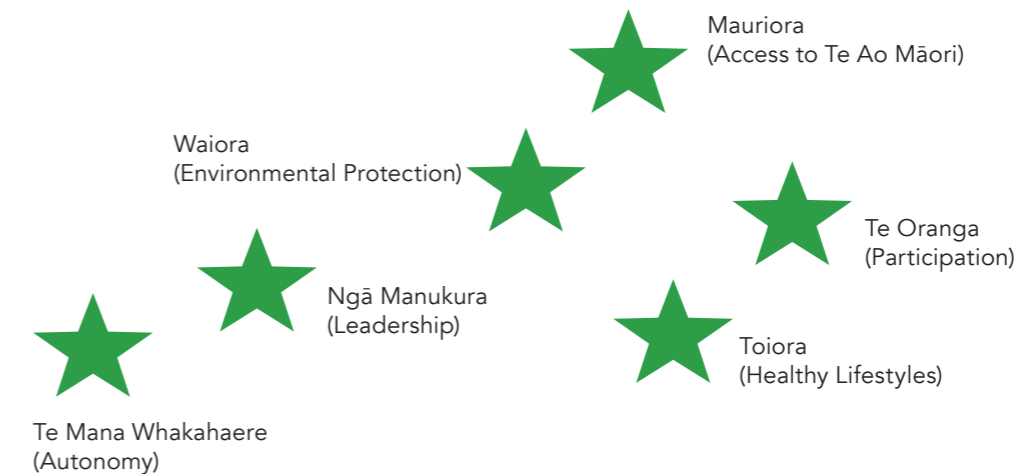 Mauriora
(Access to Te Ao Māori)
Waiora
(Environmental Protection)
Te Oranga
(Participation)
Ngā Manukura
(Leadership)
Toiora
(Healthy Lifestyles)
Te Mana Whakahaere
(Autonomy)